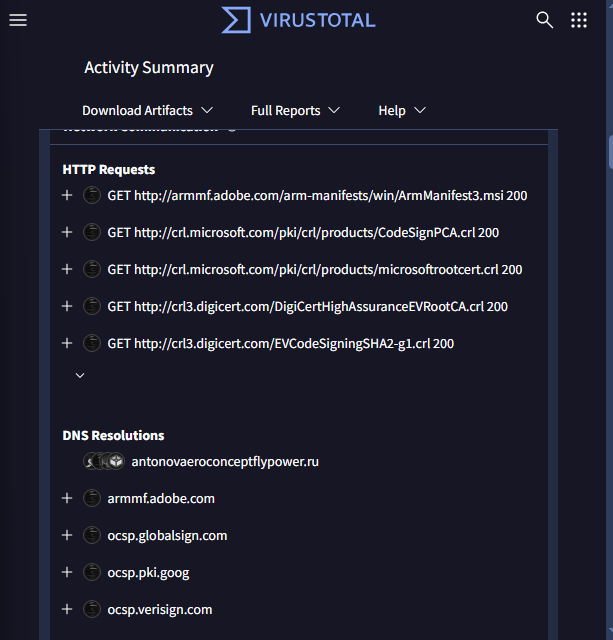 VIRUSTOTAL
Activity Summary
Download Artifacts
Full Reports
Help
Network Communication
HTTP Requests
GET http://armmf.adobe.com/arm-manifests/win/ArmManifest3.msi 200
GET http://crl.microsoft.com/pki/crl/products/CodeSignPCA.crl 200
GET http://crl.microsoft.com/pki/crl/products/microsoftrootcert.crl 200
GET http://crl3.digicert.com/DigiCertHighAssuranceEVRootCA.crl 200
GET http://crl3.digicert.com/EVCodeSigningSHA2-g1.crl 200
DNS Resolutions
antonovaeroconceptflypower.ru
armmf.adobe.com
ocsp.globalsign.com
ocsp.pki.goog
ocsp.verisign.com